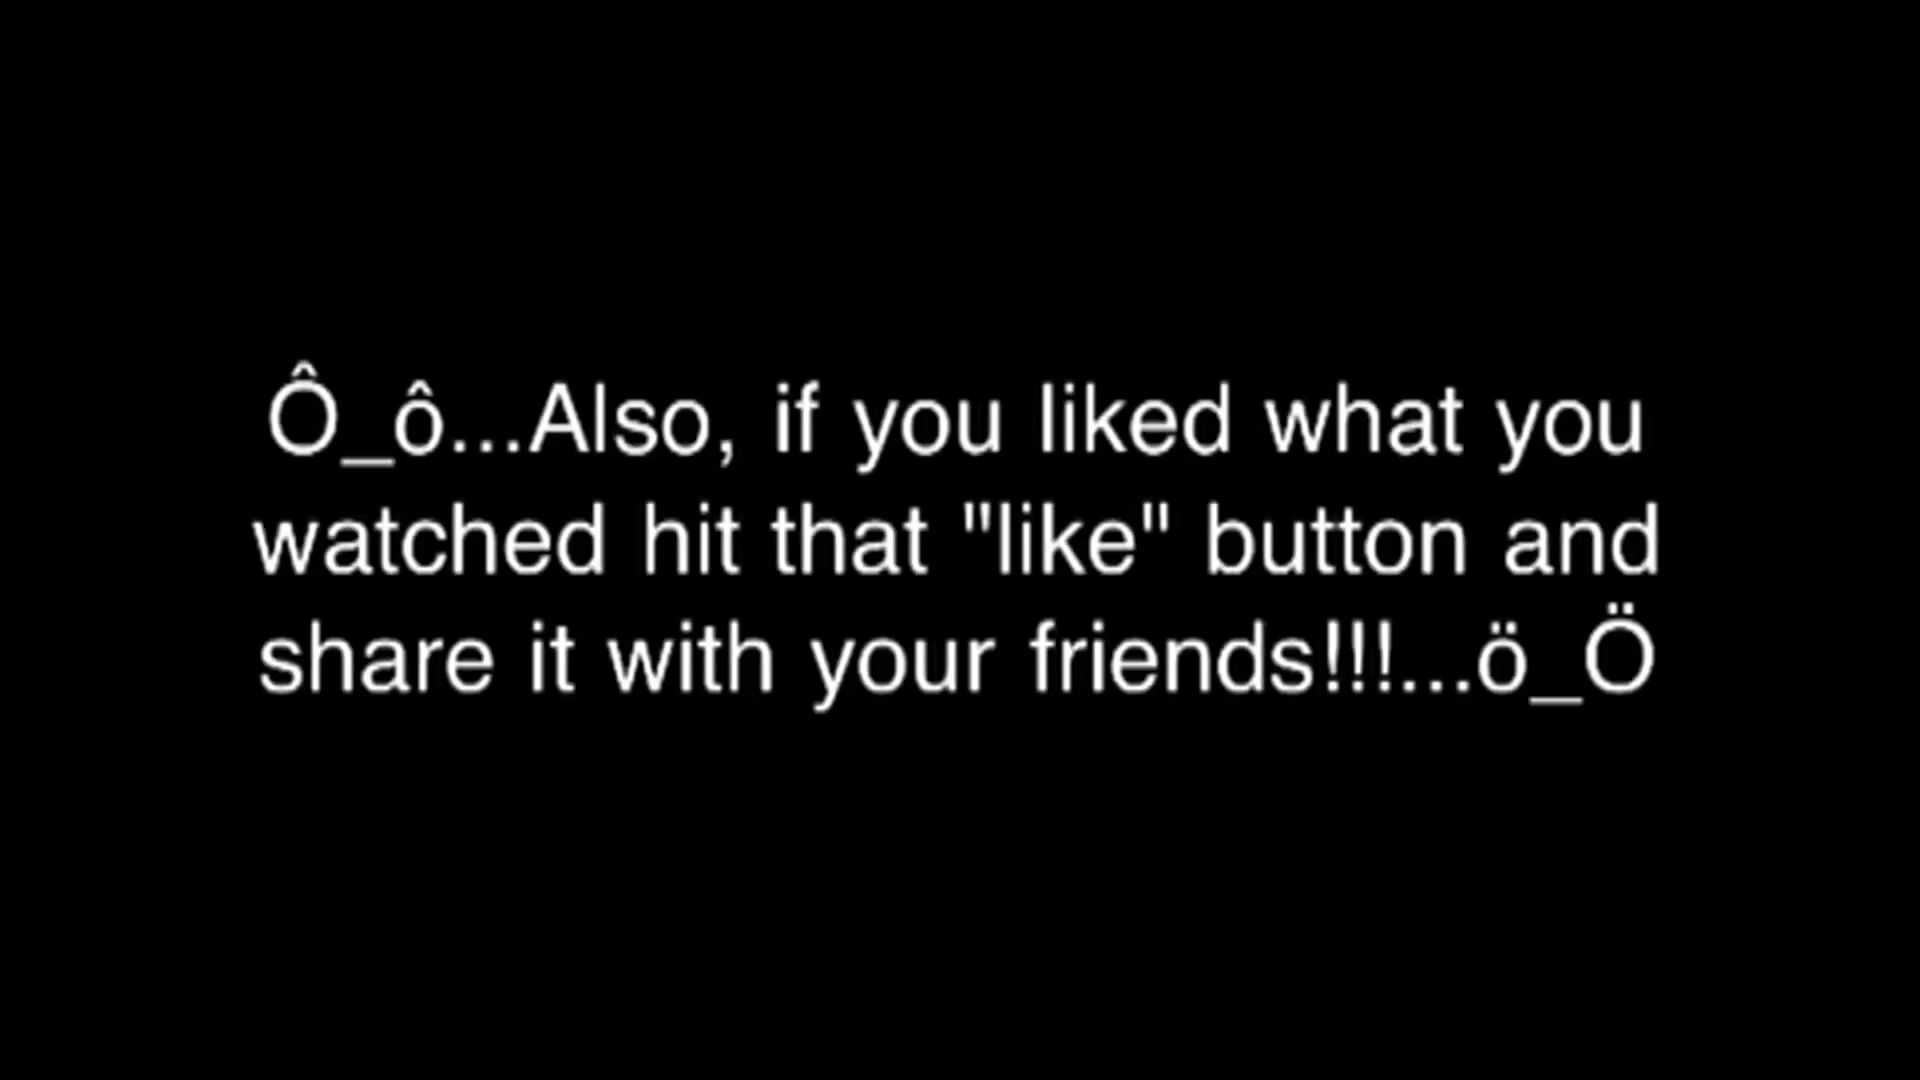 Ô_ô...Also, if you liked what you
watched hit that "like" button and
share it with your friends!!!...ö_Ö